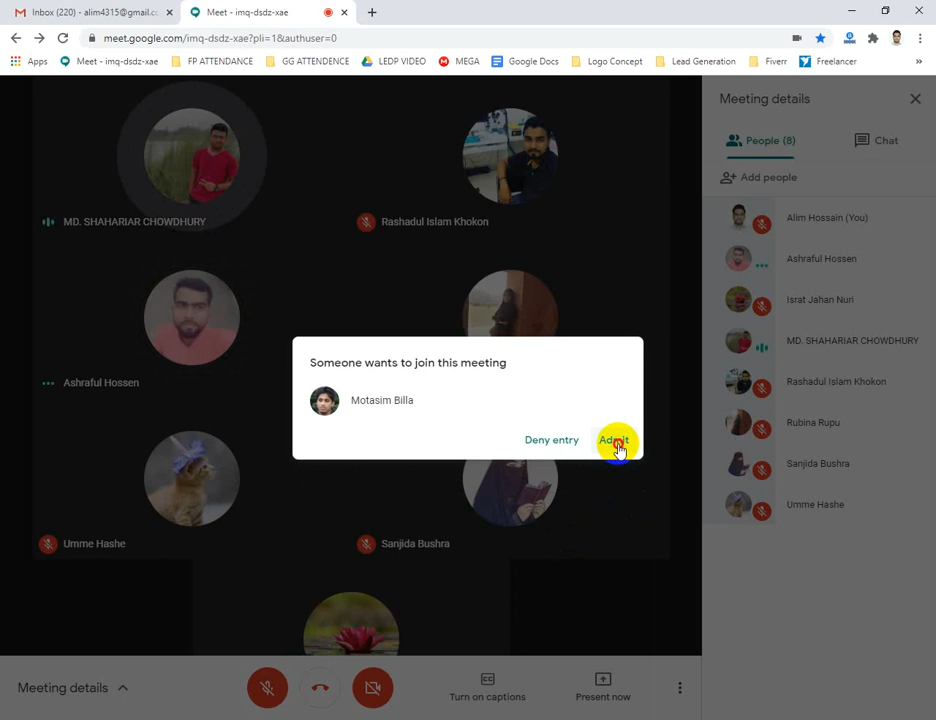 Inbox (220) - alim4315@gmail.co
Meet - imq-dsdz-xae
meet.google.com/imq-dsdz-xae?pli=1&authuser=0
Apps
Meet - imq-dsdz-xae
FP ATTENDANCE
GG ATTENDENCE
LEDP VIDEO
MEGA
Google Docs
Logo Concept
Lead Generation
Fiverr
Freelancer
»
Meeting details
People (8)
Chat
Add people
Alim Hossain (You)
Ashraful Hossen
Israt Jahan Nuri
MD. SHAHARIAR CHOWDHURY
Rashadul Islam Khokon
Rubina Rupu
Sanjida Bushra
Umme Hashe
MD. SHAHARIAR CHOWDHURY
Rashadul Islam Khokon
Ashraful Hossen
Umme Hashe
Sanjida Bushra
Someone wants to join this meeting
Motasim Billa
Deny entry
Admit
Meeting details
Turn on captions
Present now